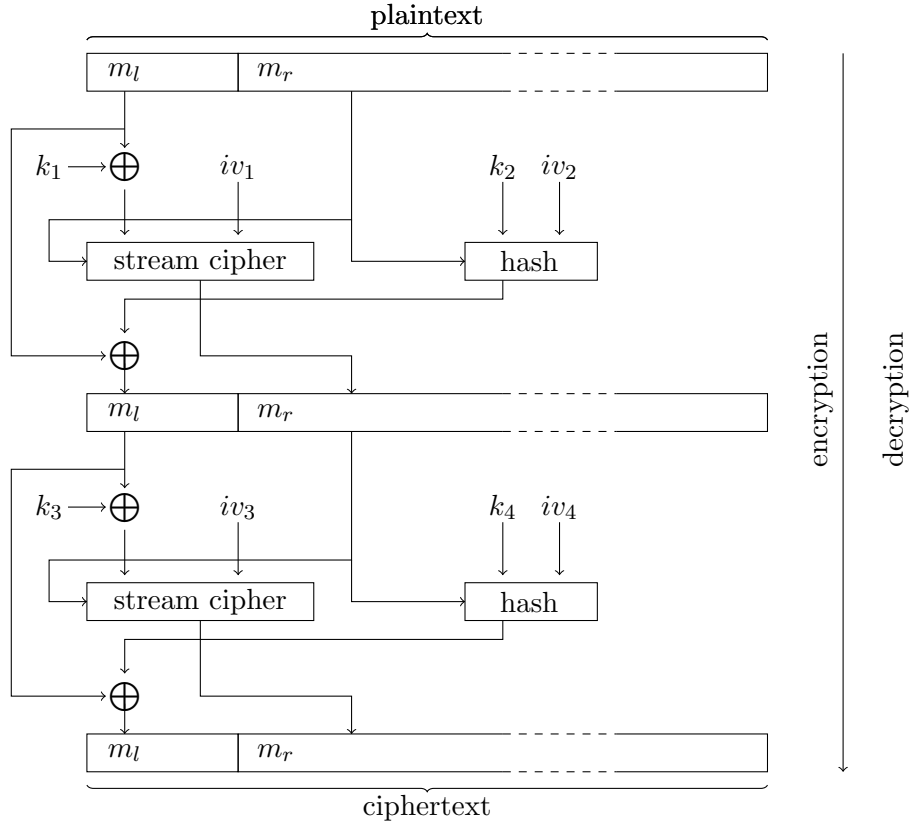 plaintext
m_l m_r
k_1 ⊕ iv_1 k_2 iv_2
stream cipher hash
⊕
m_l m_r
encryption
decryption
k_3 ⊕ iv_3 k_4 iv_4
stream cipher hash
⊕
m_l m_r
ciphertext